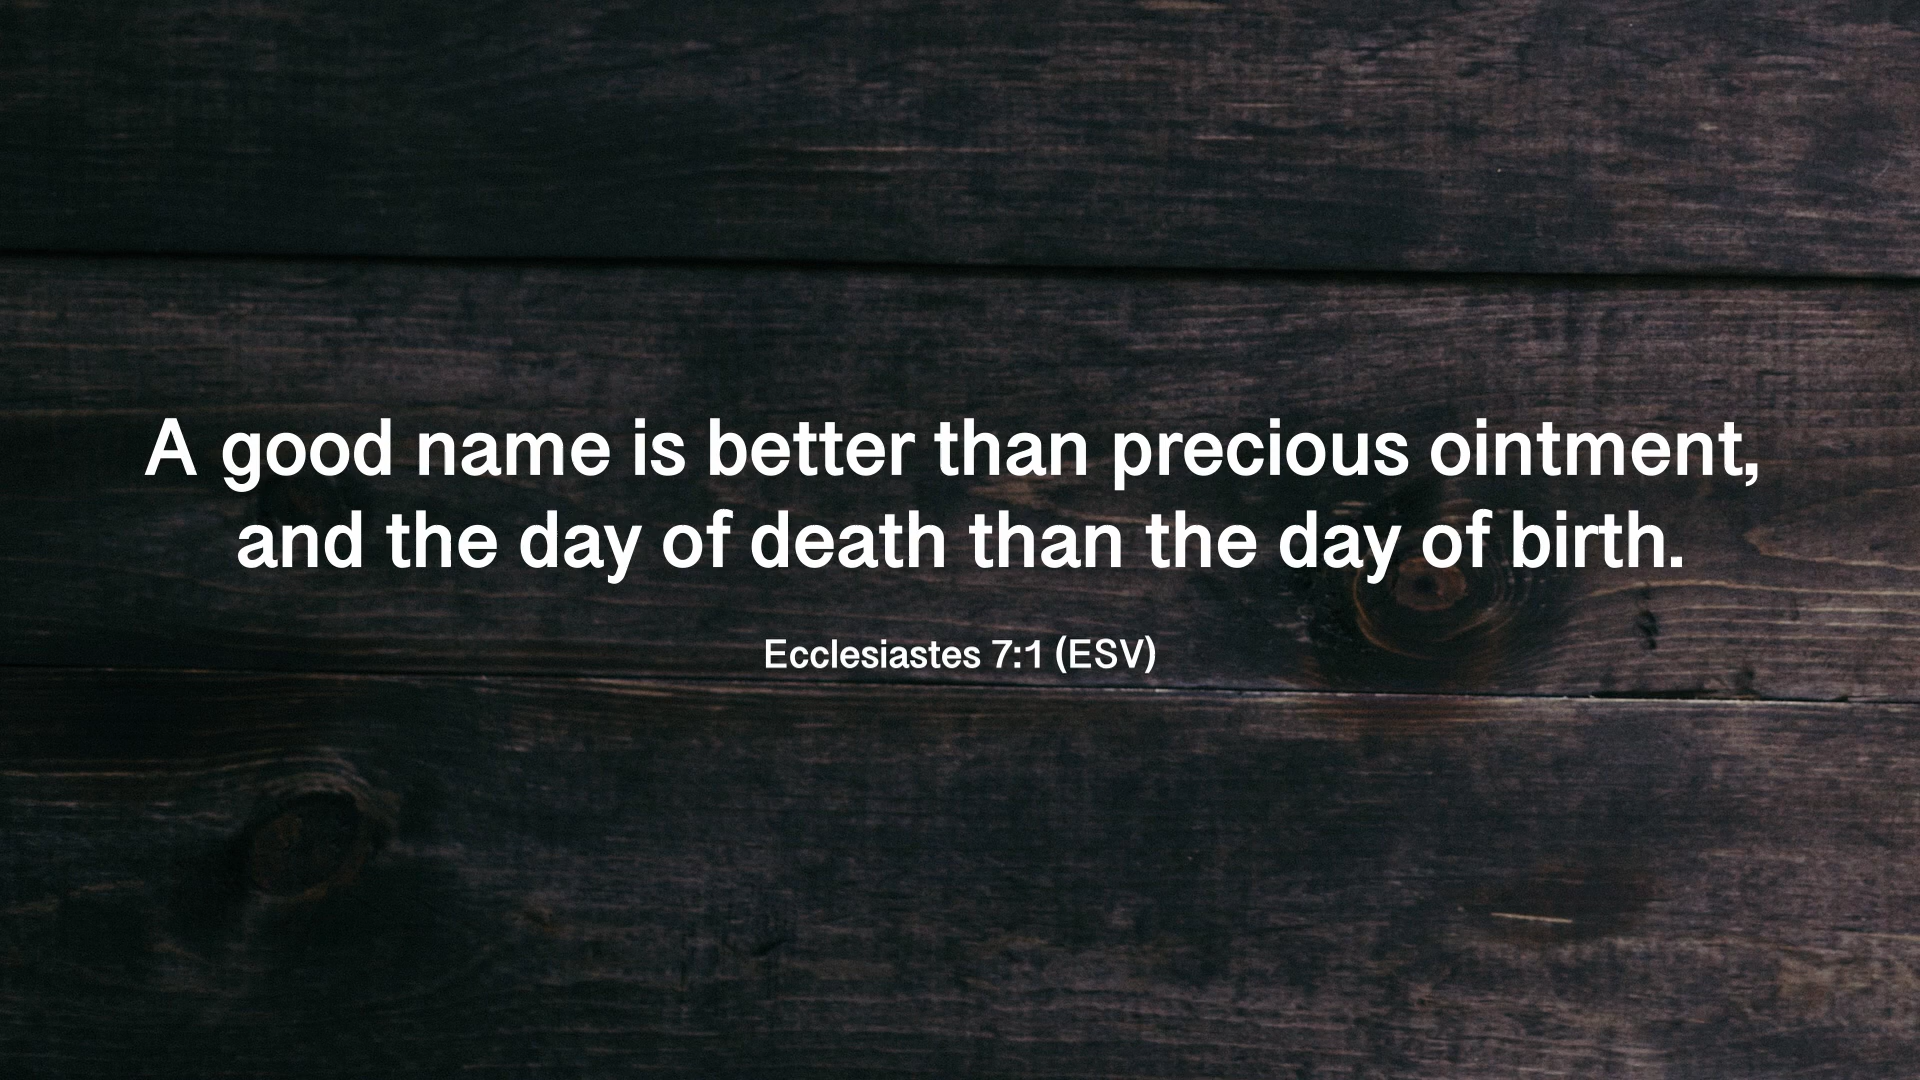 A good name is better than precious ointment,
and the day of death than the day of birth.
Ecclesiastes 7:1 (ESV)